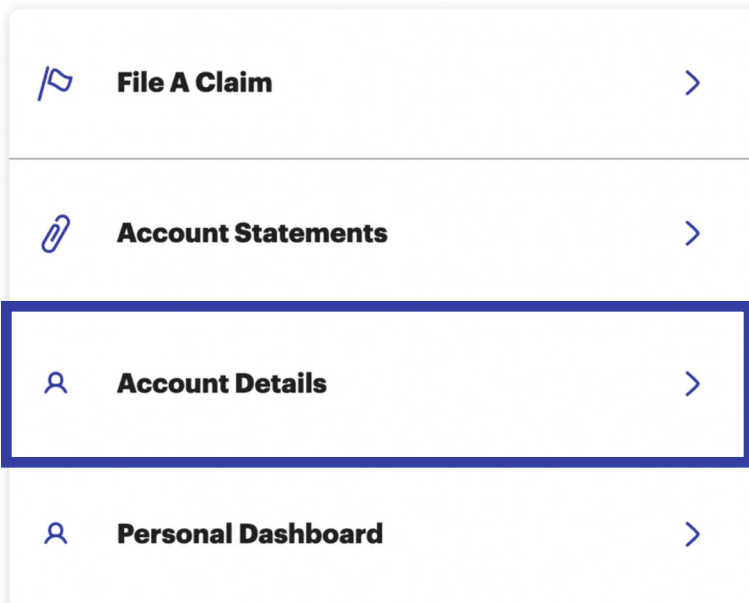 File A Claim
Account Statements
Account Details
Personal Dashboard